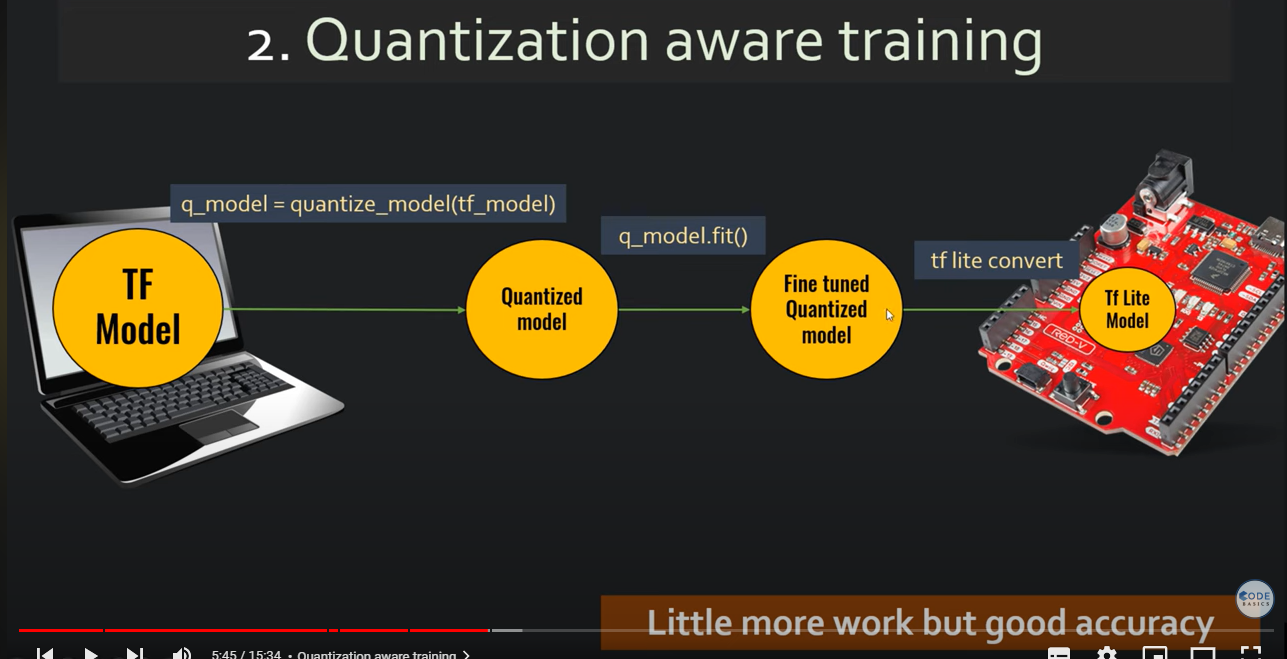 2. Quantization aware training
q_model = quantize_model(tf_model)
q_model.fit()
tf lite convert
TF
Model
Quantized
model
Fine tuned
Quantized
model
Tf Lite
Model
RED-V
CODE
BASICS
Little more work but good accuracy
5:45 / 15:34 • Quantization aware training >